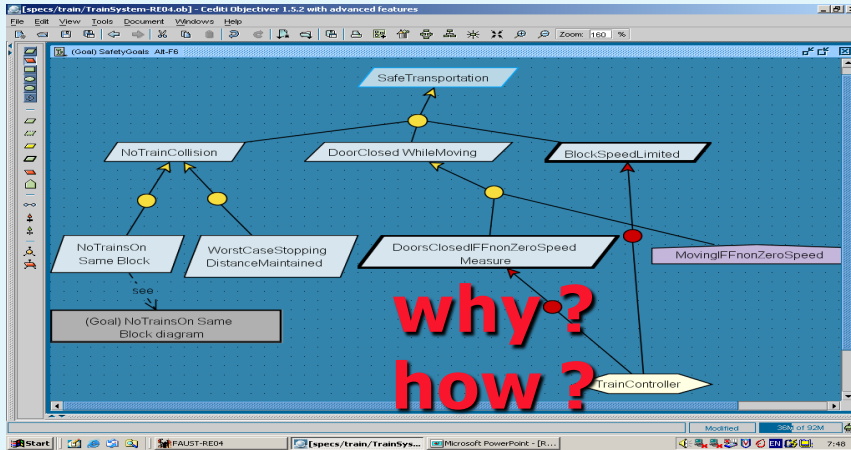 [specs/train/TrainSystem-RE04.ob] - Cediti Objectiver 1.5.2 with advanced features
File Edit View Tools Document Windows Help
Zoom: 160 %
(Goal) SafetyGoals Alt-F6
SafeTransportation
NoTrainCollision
DoorClosed WhileMoving
BlockSpeedLimited
NoTrainsOn
Same Block
WorstCaseStopping
DistanceMaintained
DoorsClosedIFFnonZeroSpeed
Measure
MovingIFFnonZeroSpeed
see
(Goal) NoTrainsOn Same
Block diagram
why ?
how ?
TrainController
Modified 36M of 92M
Start FAUST-RE04 [specs/train/TrainSys... Microsoft PowerPoint - [R... EN 7:48